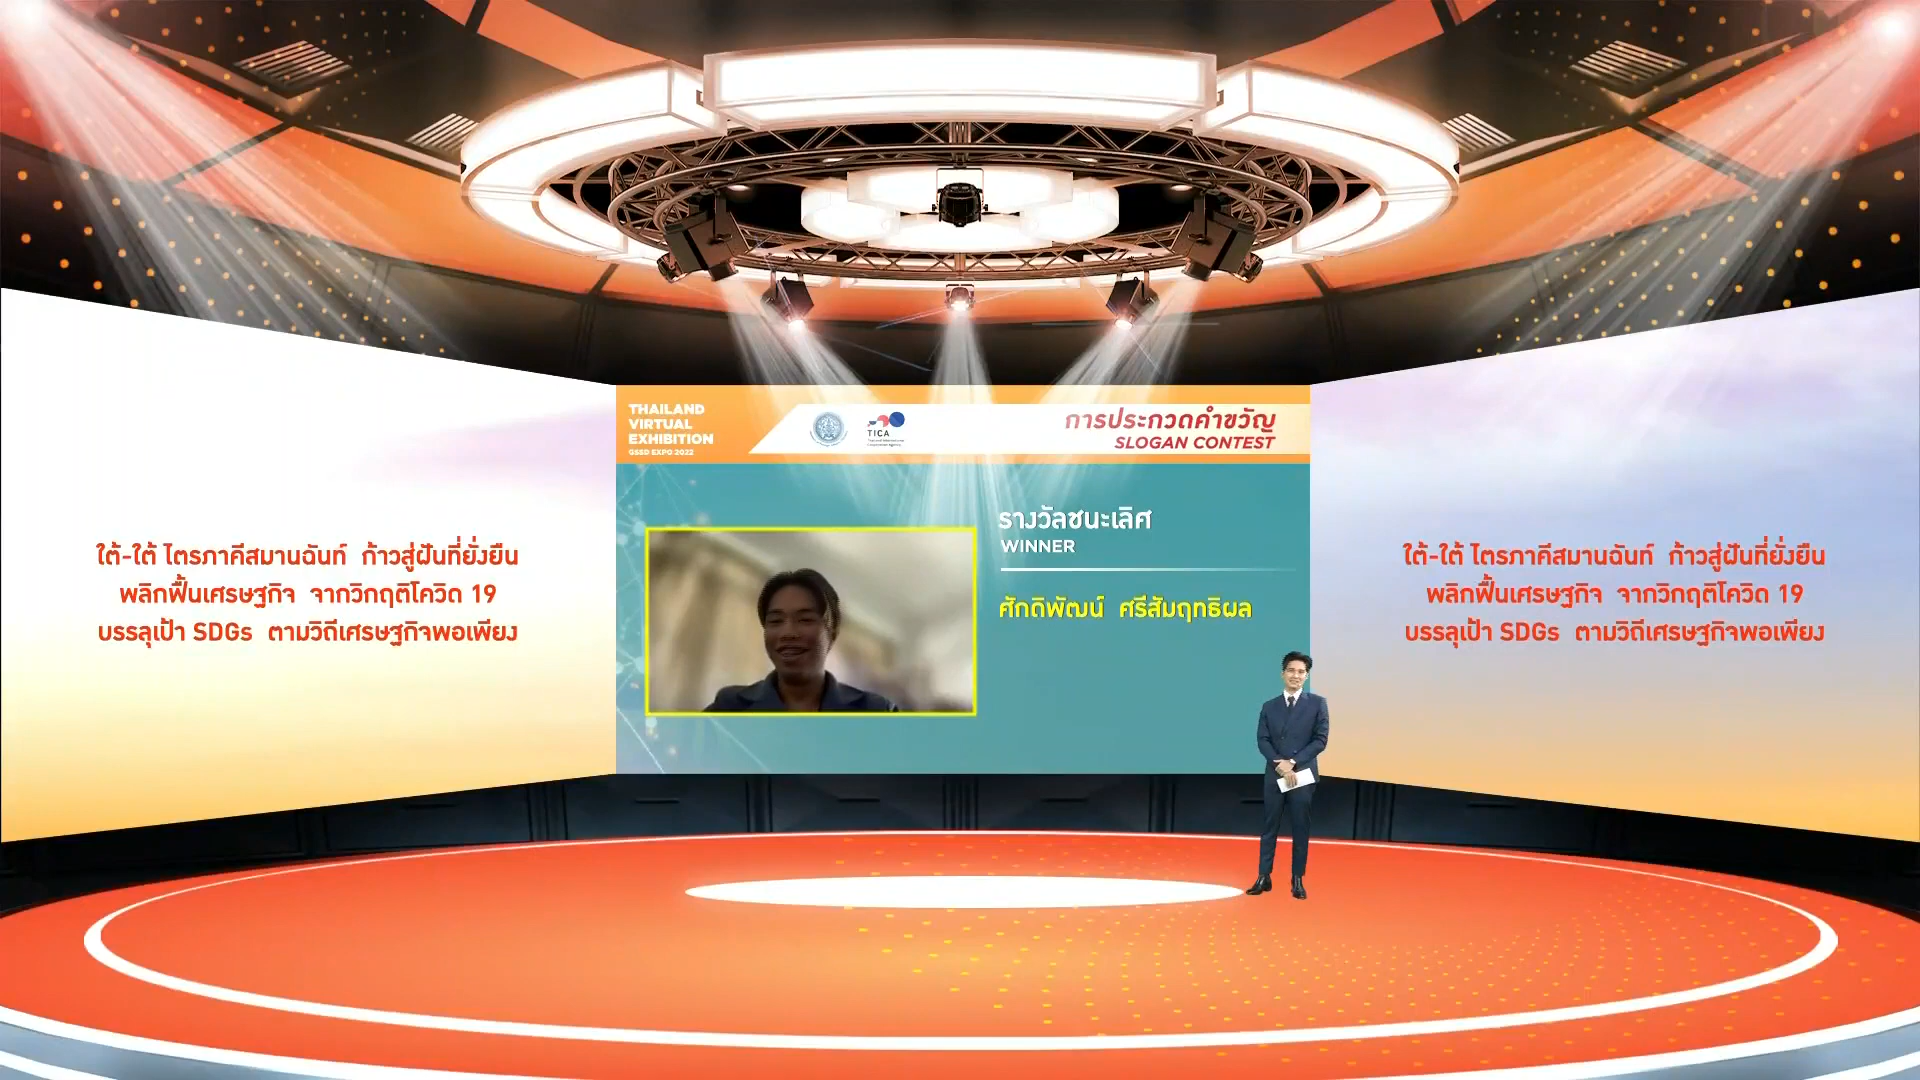 THAILAND
VIRTUAL
EXHIBITION
GSED EXPO 2022
TICA
การประกวดคำขวัญ
SLOGAN CONTEST
รางวัลชนะเลิศ
WINNER
ศักดิพัฒน์ ศรีสัมฤทธิผล
ใต้-ใต้ ไตรภาคีสมานฉันท์ ก้าวสู่ฝันที่ยั่งยืน
พลิกฟื้นเศรษฐกิจ จากวิกฤติโควิด 19
บรรลุเป้า SDGs ตามวิถีเศรษฐกิจพอเพียง
ใต้-ใต้ ไตรภาคีสมานฉันท์ ก้าวสู่ฝันที่ยั่งยืน
พลิกฟื้นเศรษฐกิจ จากวิกฤติโควิด 19
บรรลุเป้า SDGs ตามวิถีเศรษฐกิจพอเพียง